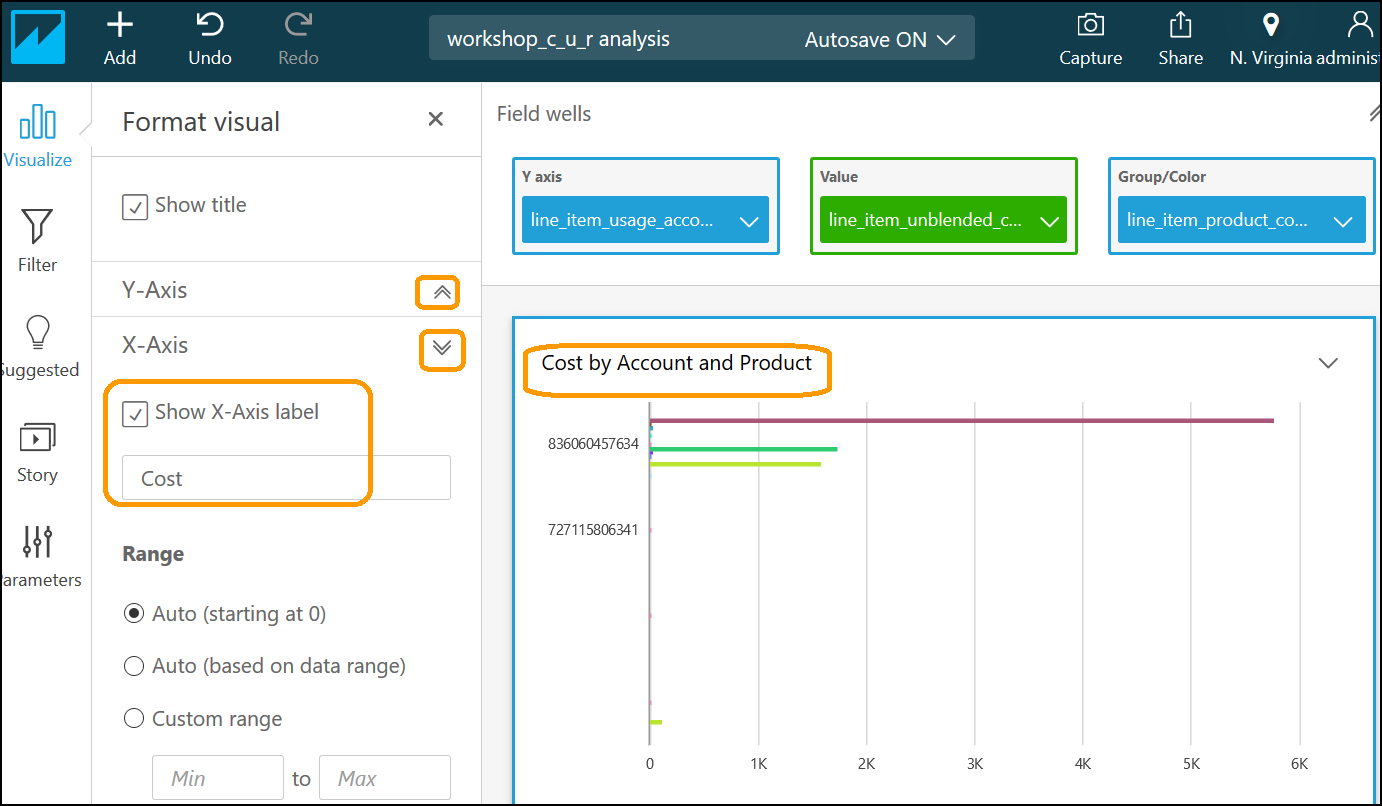 Add
Undo
Redo
workshop_c_u_r analysis
Autosave ON
Capture
Share
N. Virginia
adminis
Visualize
Filter
uggested
Story
arameters
Format visual
Show title
Y-Axis
X-Axis
Show X-Axis label
Cost
Range
Auto (starting at 0)
Auto (based on data range)
Custom range
Min to Max
Field wells
Y axis
line_item_usage_acco...
Value
line_item_unblended_c...
Group/Color
line_item_product_co...
Cost by Account and Product
836060457634
727115806341
0 1K 2K 3K 4K 5K 6K